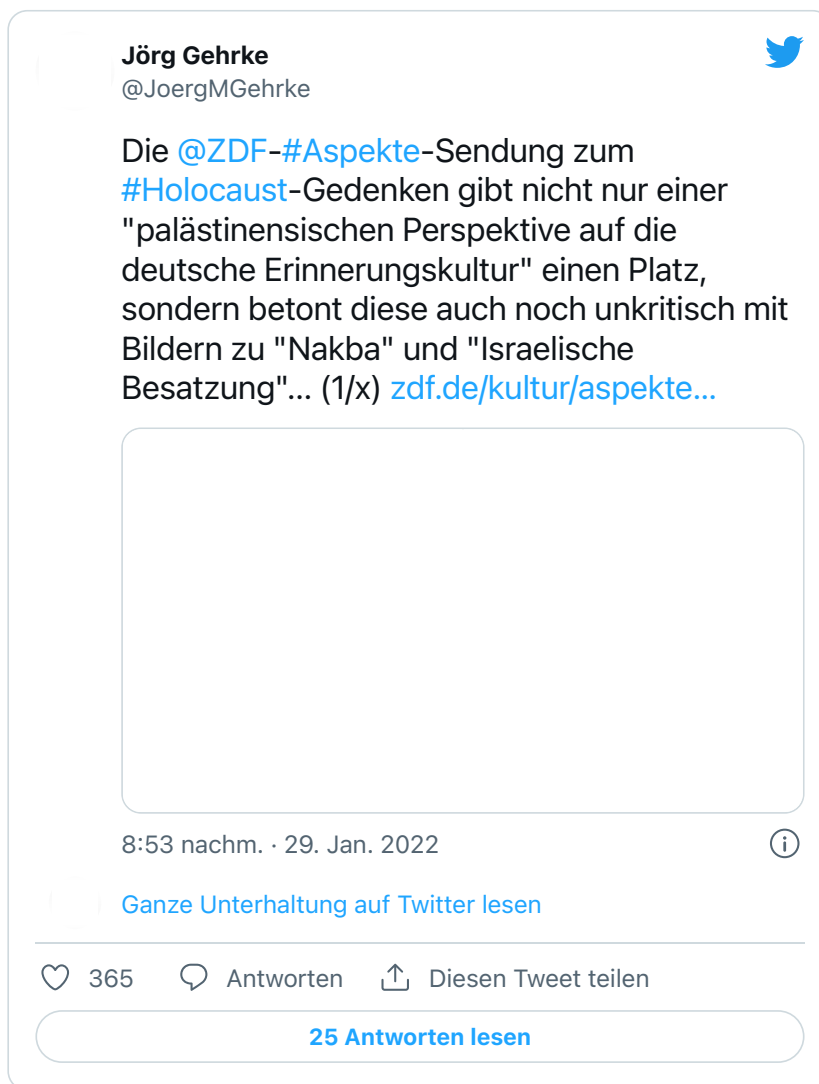 Jörg Gehrke
@JoergMGehrke
Die @ZDF-#Aspekte-Sendung zum
#Holocaust-Gedenken gibt nicht nur einer
"palästinensischen Perspektive auf die
deutsche Erinnerungskultur" einen Platz,
sondern betont diese auch noch unkritisch mit
Bildern zu "Nakba" und "Israelische
Besatzung"... (1/x) zdf.de/kultur/aspekte...
8:53 nachm. · 29. Jan. 2022
Ganze Unterhaltung auf Twitter lesen
365 Antworten Diesen Tweet teilen
25 Antworten lesen